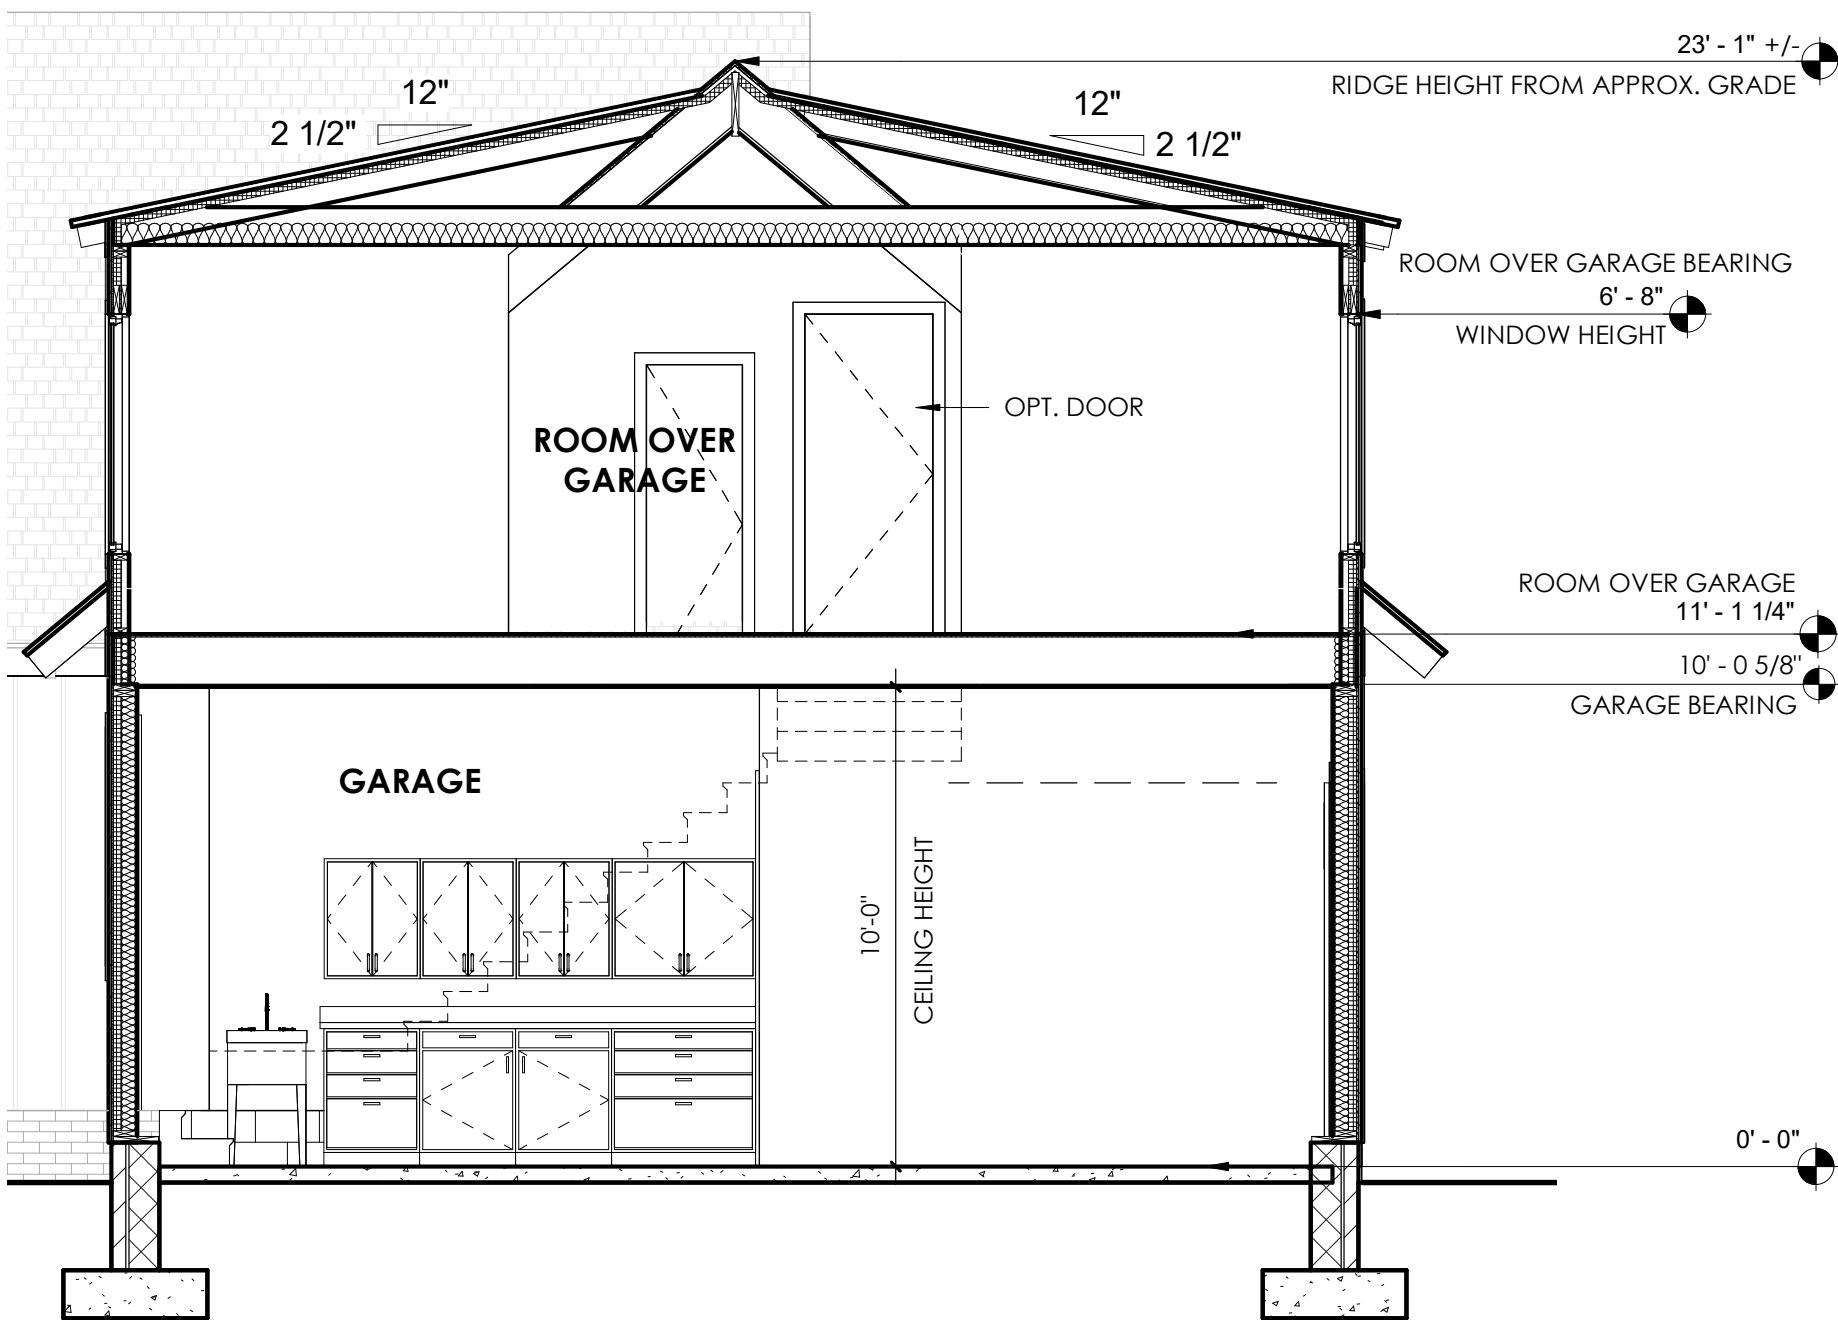 23' - 1" +/-
RIDGE HEIGHT FROM APPROX. GRADE
12"
2 1/2"
12"
2 1/2"
ROOM OVER GARAGE BEARING
6' - 8"
WINDOW HEIGHT
OPT. DOOR
ROOM OVER
GARAGE
ROOM OVER GARAGE
11' - 1 1/4"
10' - 0 5/8"
GARAGE BEARING
GARAGE
10'-0"
CEILING HEIGHT
0' - 0"